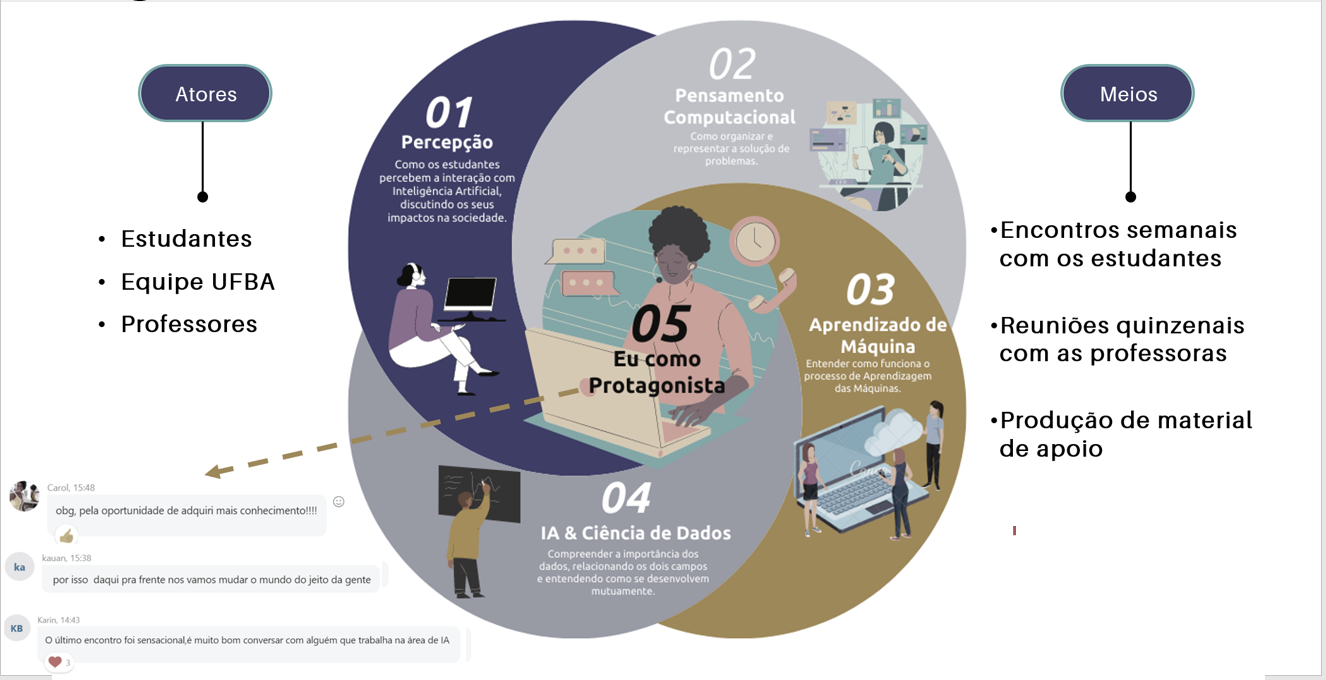 Atores
• Estudantes
• Equipe UFBA
• Professores
01
Percepção
Como os estudantes
percebem a interação com
Inteligência Artificial,
discutindo os seus
impactos na sociedade.
02
Pensamento
Computacional
Como organizar e
representar a solução de
problemas.
03
Aprendizado de
Máquina
Entender como funciona o
processo de Aprendizagem
das Máquinas.
04
IA & Ciência de Dados
Compreender a importância dos
dados, relacionando os dois campos
e entendendo como se desenvolvem
mutuamente.
05
Eu como
Protagonista
Meios
•Encontros semanais
com os estudantes
•Reuniões quinzenais
com as professoras
•Produção de material
de apoio
Carol, 15:48
obg, pela oportunidade de adquiri mais conhecimento!!!!
ka
kauan, 15:38
por isso daqui pra frente nos vamos mudar o mundo do jeito da gente
KB
Karin, 14:43
O último encontro foi sensacional,é muito bom conversar com alguém que trabalha na área de IA
3